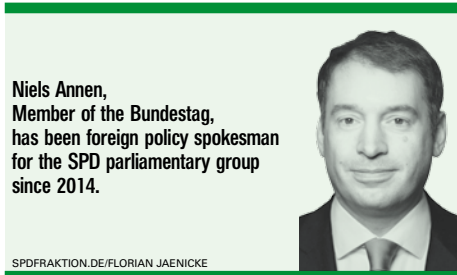 Niels Annen,
Member of the Bundestag,
has been foreign policy spokesman
for the SPD parliamentary group
since 2014.
SPDFRAKTION.DE/FLORIAN JAENICKE